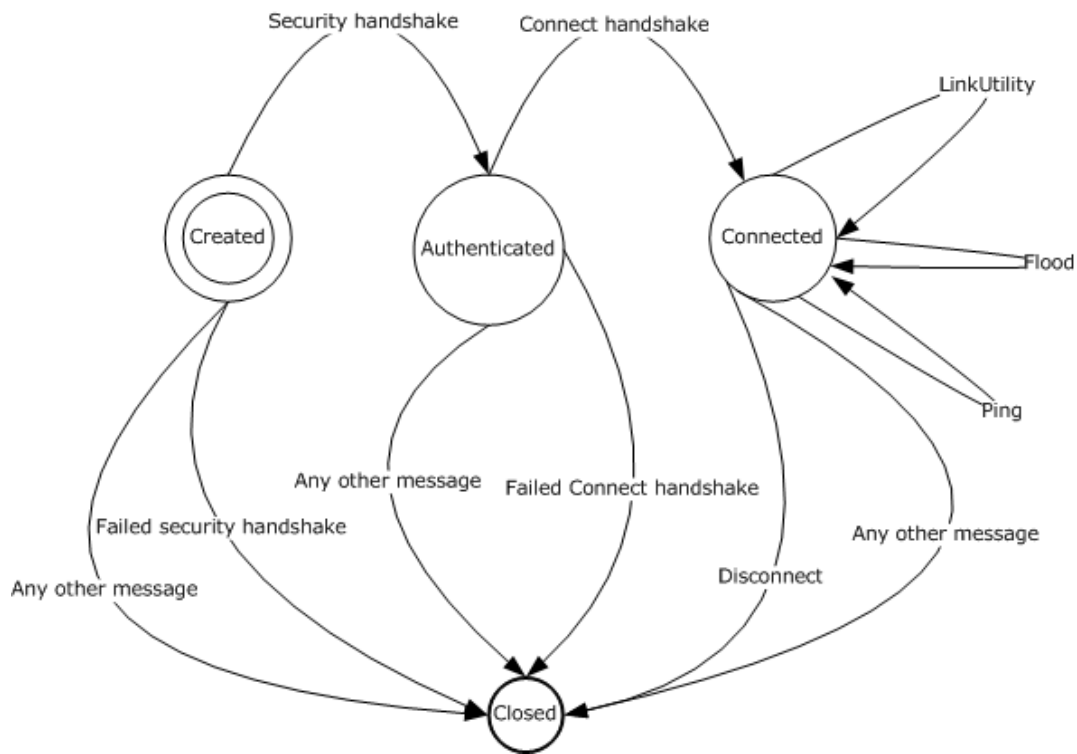 Security handshake
Connect handshake
LinkUtility
Created
Authenticated
Connected
Flood
Ping
Any other message
Failed Connect handshake
Failed security handshake
Any other message
Disconnect
Any other message
Closed